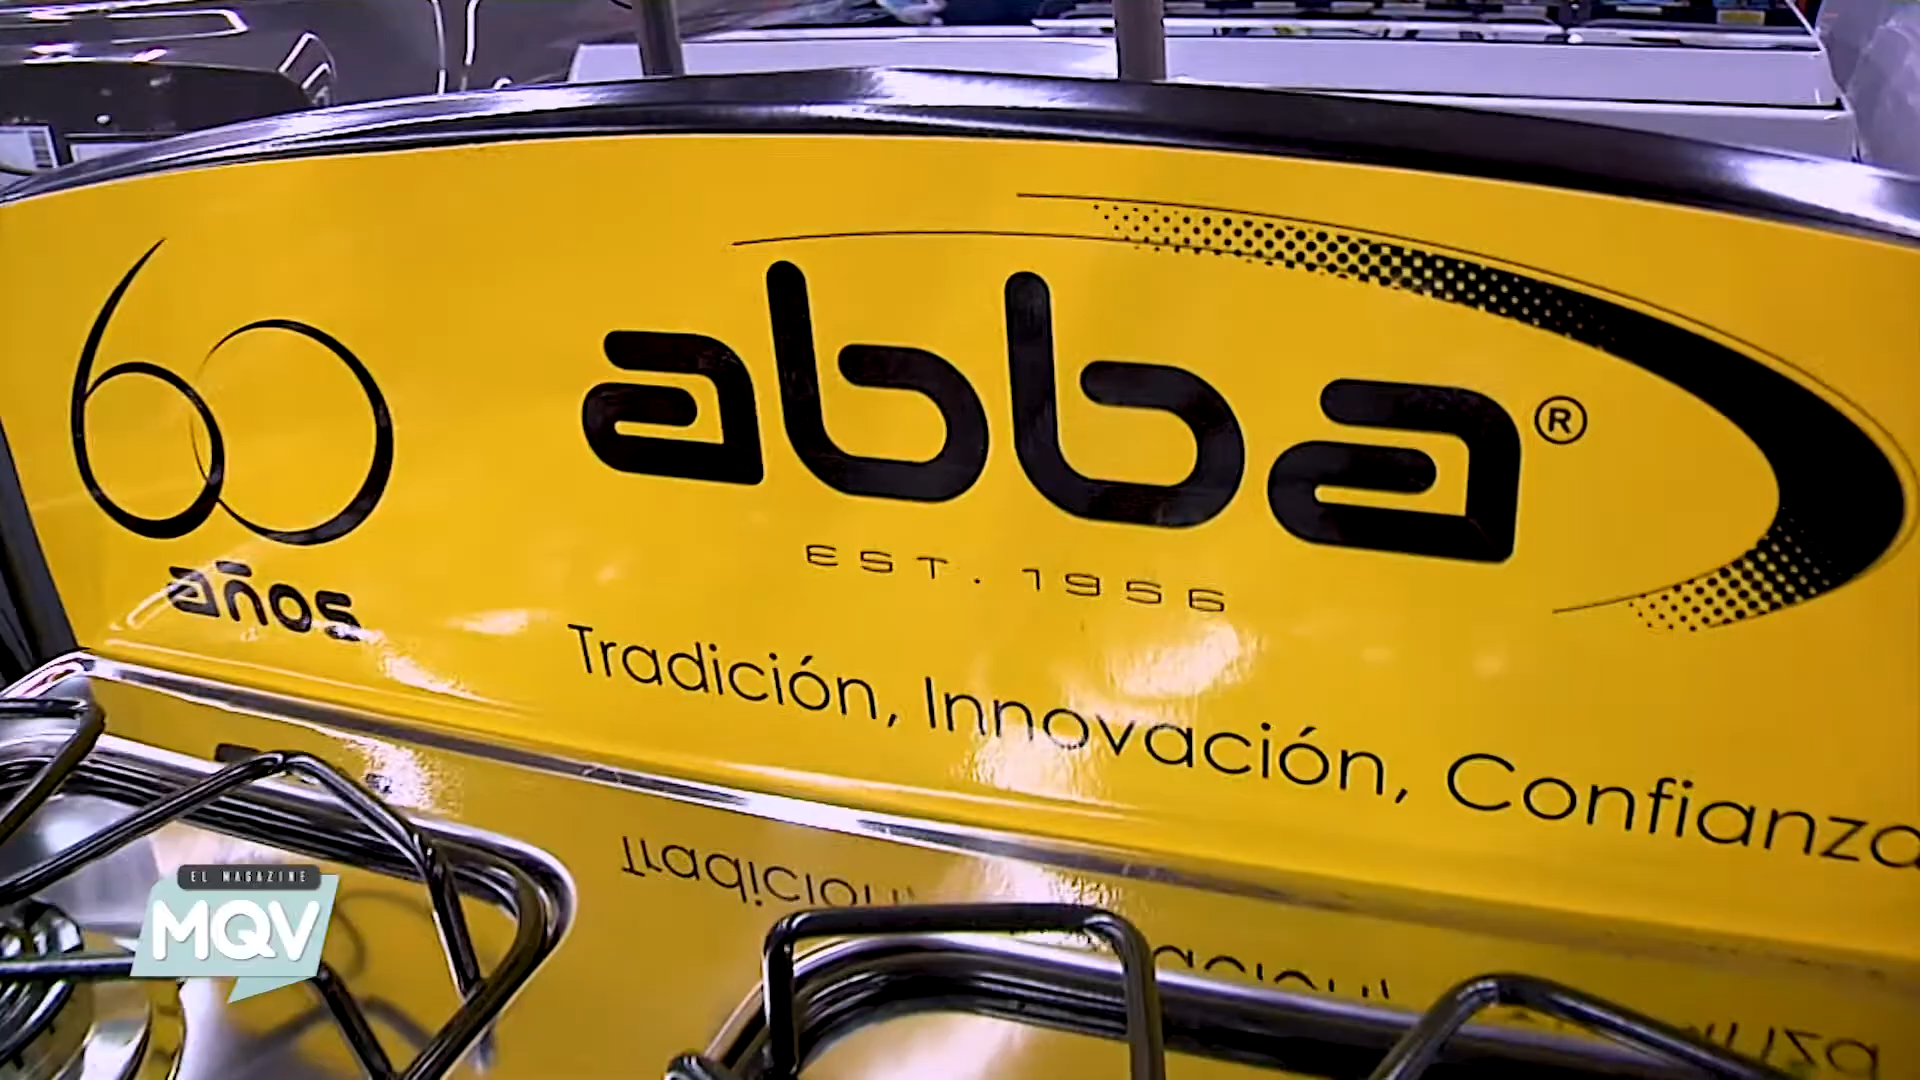 60
años
abba®
EST. 1956
Tradición, Innovación, Confianza
EL MAGAZINE
MQV